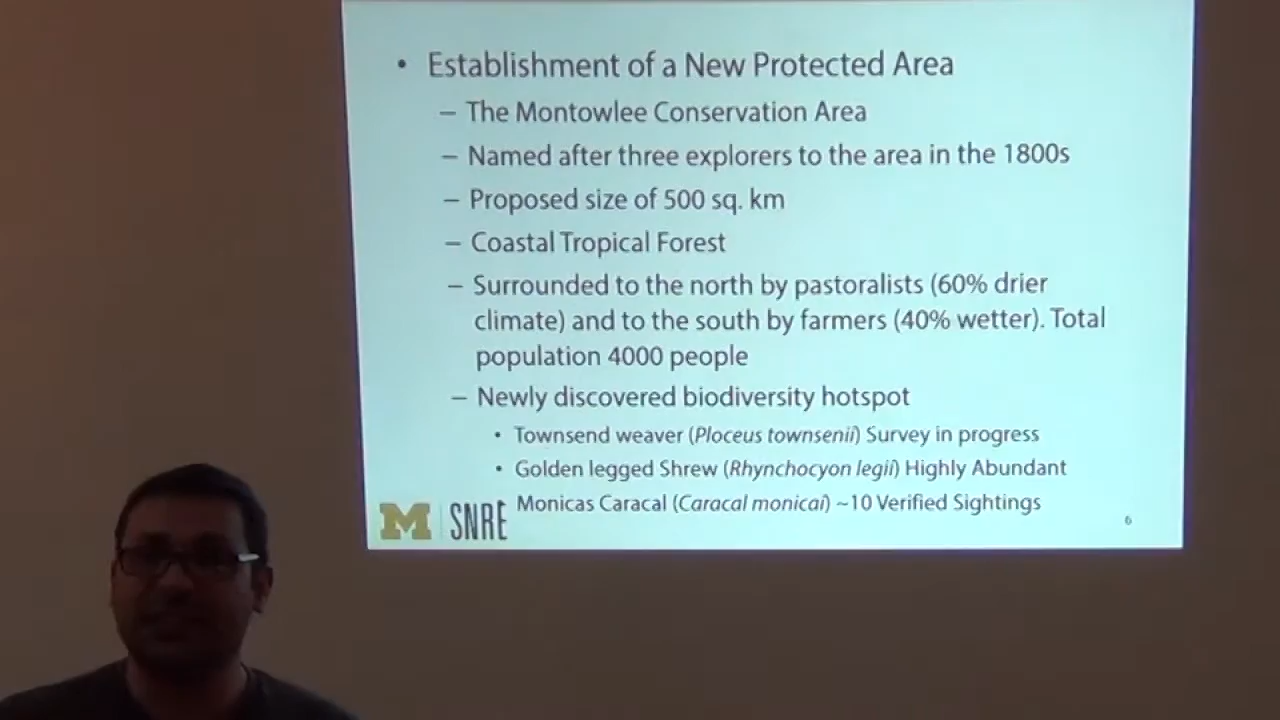 • Establishment of a New Protected Area
– The Montowlee Conservation Area
– Named after three explorers to the area in the 1800s
– Proposed size of 500 sq. km
– Coastal Tropical Forest
– Surrounded to the north by pastoralists (60% drier
climate) and to the south by farmers (40% wetter). Total
population 4000 people
– Newly discovered biodiversity hotspot
• Townsend weaver (Ploceus townsenii) Survey in progress
• Golden legged Shrew (Rhynchocyon legii) Highly Abundant
Monicas Caracal (Caracal monicai) ~10 Verified Sightings
M SNRE
6